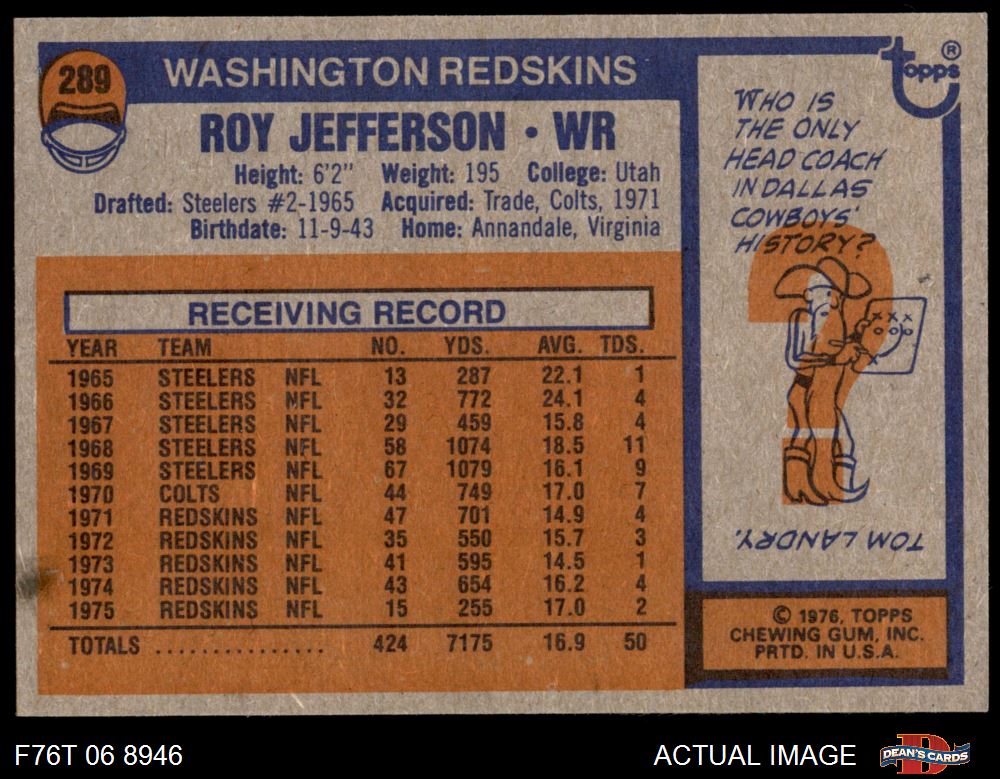 289
WASHINGTON REDSKINS
ROY JEFFERSON • WR
Height: 6'2" Weight: 195 College: Utah
Drafted: Steelers #2-1965 Acquired: Trade, Colts, 1971
Birthdate: 11-9-43 Home: Annandale, Virginia
RECEIVING RECORD
YEAR TEAM NO. YDS. AVG. TDS.
1965 STEELERS NFL 13 287 22.1 1
1966 STEELERS NFL 32 772 24.1 4
1967 STEELERS NFL 29 459 15.8 4
1968 STEELERS NFL 58 1074 18.5 11
1969 STEELERS NFL 67 1079 16.1 9
1970 COLTS NFL 44 749 17.0 7
1971 REDSKINS NFL 47 701 14.9 4
1972 REDSKINS NFL 35 550 15.7 3
1973 REDSKINS NFL 41 595 14.5 1
1974 REDSKINS NFL 43 654 16.2 4
1975 REDSKINS NFL 15 255 17.0 2
TOTALS ................ 424 7175 16.9 50
topps®
WHO IS
THE ONLY
HEAD COACH
IN DALLAS
COWBOYS'
HISTORY?
?
x x x
o o o
TOM LANDRY.
© 1976, TOPPS
CHEWING GUM, INC.
PRTD. IN U.S.A.
F76T 06 8946
ACTUAL IMAGE
DEAN'S CARDS